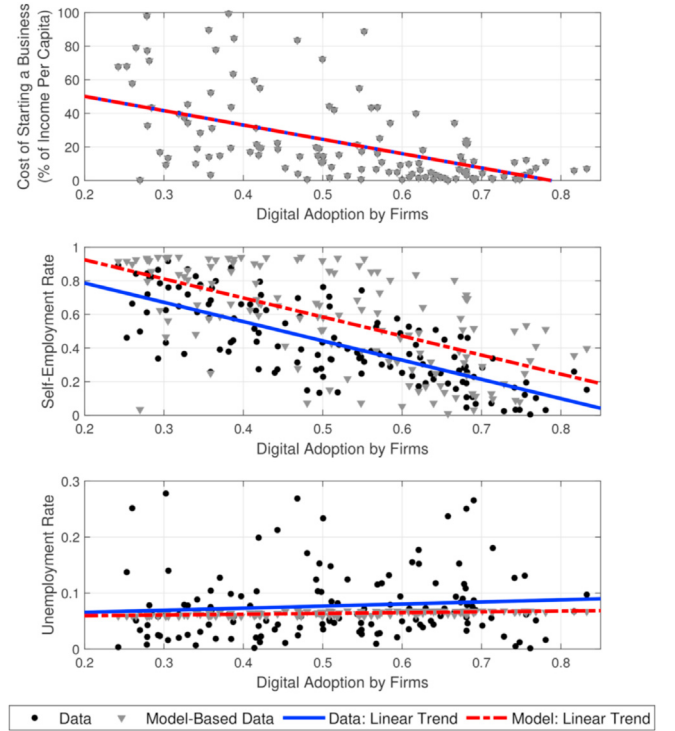 Cost of Starting a Business
(% of Income Per Capita)
100
80
60
40
20
0
0.2 0.3 0.4 0.5 0.6 0.7 0.8
Digital Adoption by Firms
Self-Employment Rate
1
0.8
0.6
0.4
0.2
0
0.2 0.3 0.4 0.5 0.6 0.7 0.8
Digital Adoption by Firms
Unemployment Rate
0.3
0.2
0.1
0
0.2 0.3 0.4 0.5 0.6 0.7 0.8
Digital Adoption by Firms
Data Model-Based Data Data: Linear Trend Model: Linear Trend